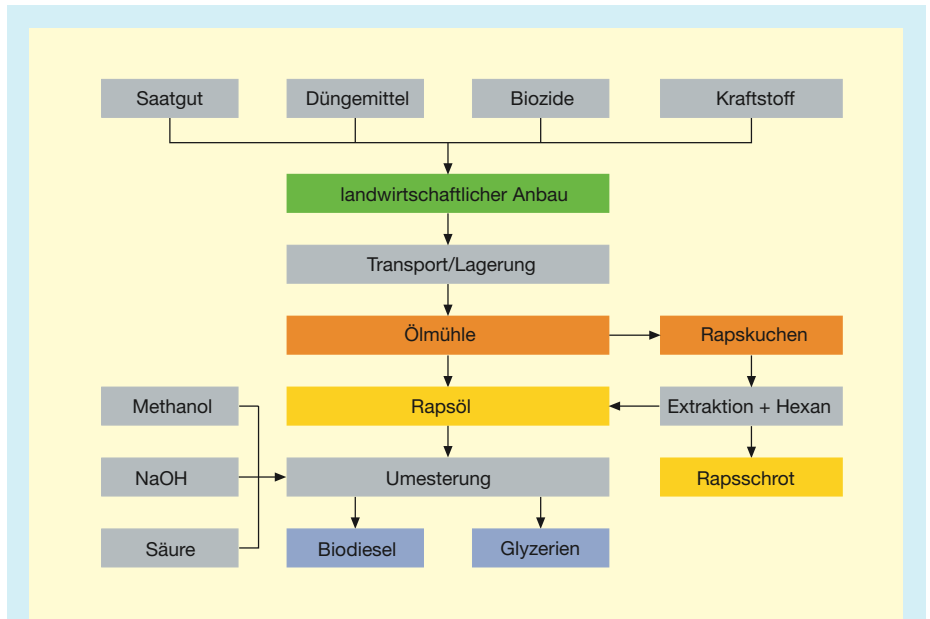 Saatgut
Düngemittel
Biozide
Kraftstoff
landwirtschaftlicher Anbau
Transport/Lagerung
Ölmühle
Rapskuchen
Methanol
Rapsöl
Extraktion + Hexan
NaOH
Umesterung
Rapsschrot
Säure
Biodiesel
Glyzerien